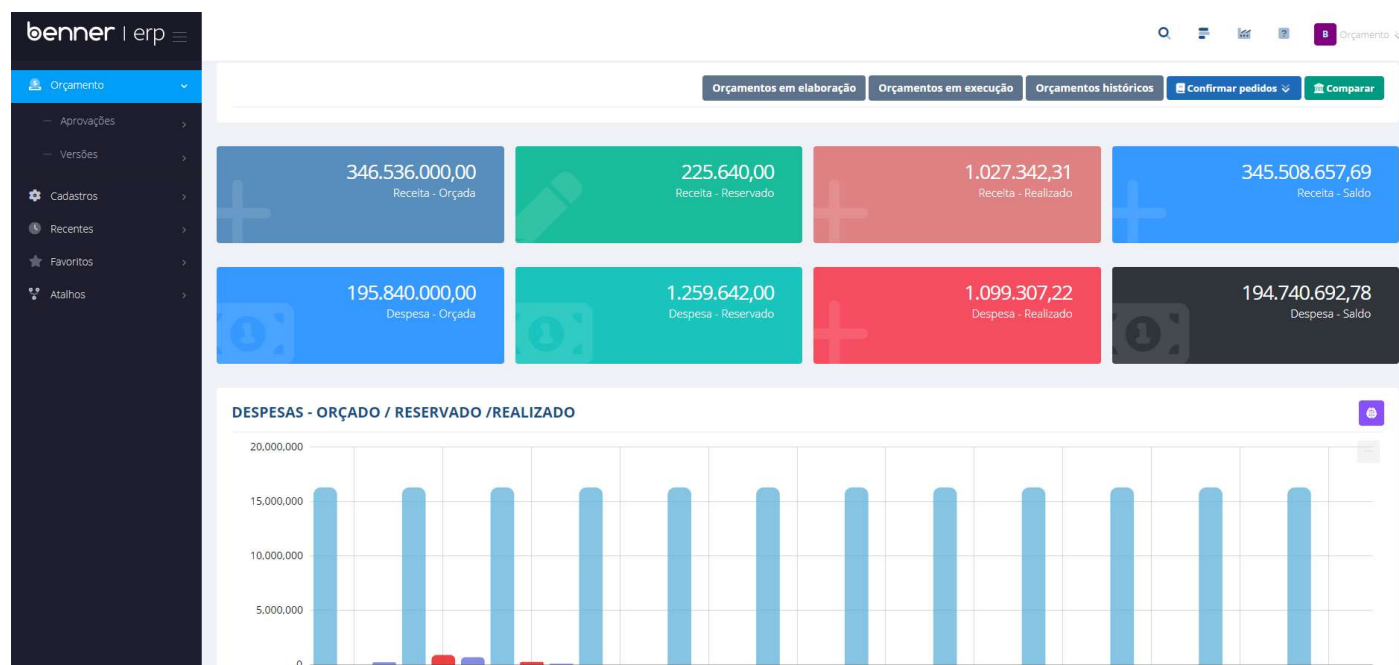 benner | erp
Orçamento
Orçamento
Aprovações
Versões
Cadastros
Recentes
Favoritos
Atalhos
B
Orçamentos em elaboração
Orçamentos em execução
Orçamentos históricos
Confirmar pedidos
Comparar
346.536.000,00
Receita - Orçada
225.640,00
Receita - Reservado
1.027.342,31
Receita - Realizado
345.508.657,69
Receita - Saldo
195.840.000,00
Despesa - Orçada
1.259.642,00
Despesa - Reservado
1.099.307,22
Despesa - Realizado
194.740.692,78
Despesa - Saldo
DESPESAS - ORÇADO / RESERVADO /REALIZADO
20,000,000
15,000,000
10,000,000
5,000,000
0